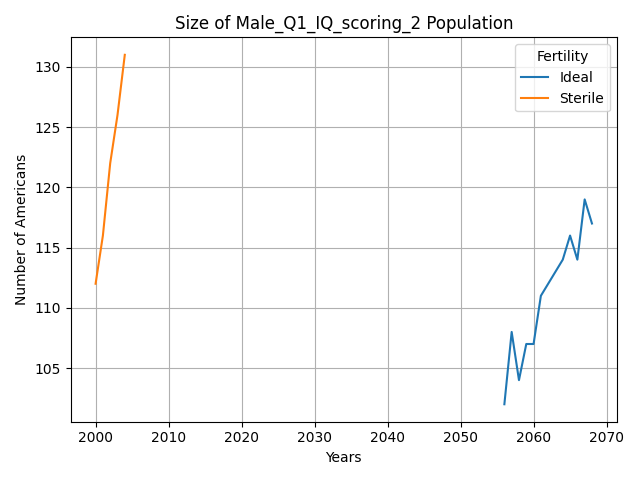 Size of Male_Q1_IQ_scoring_2 Population
Number of Americans
130
125
120
115
110
105
Fertility
Ideal
Sterile
2000 2010 2020 2030 2040 2050 2060 2070
Years